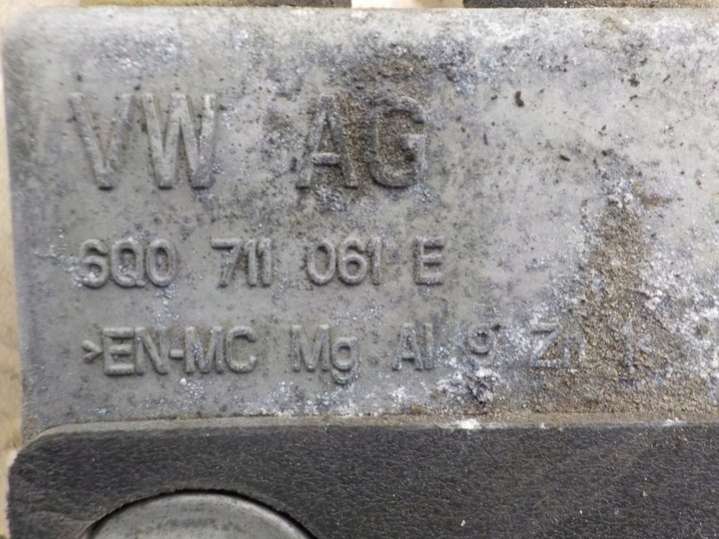 VW AG
6Q0 711 061 E
>EN-MC Mg Al 9 Zn 1